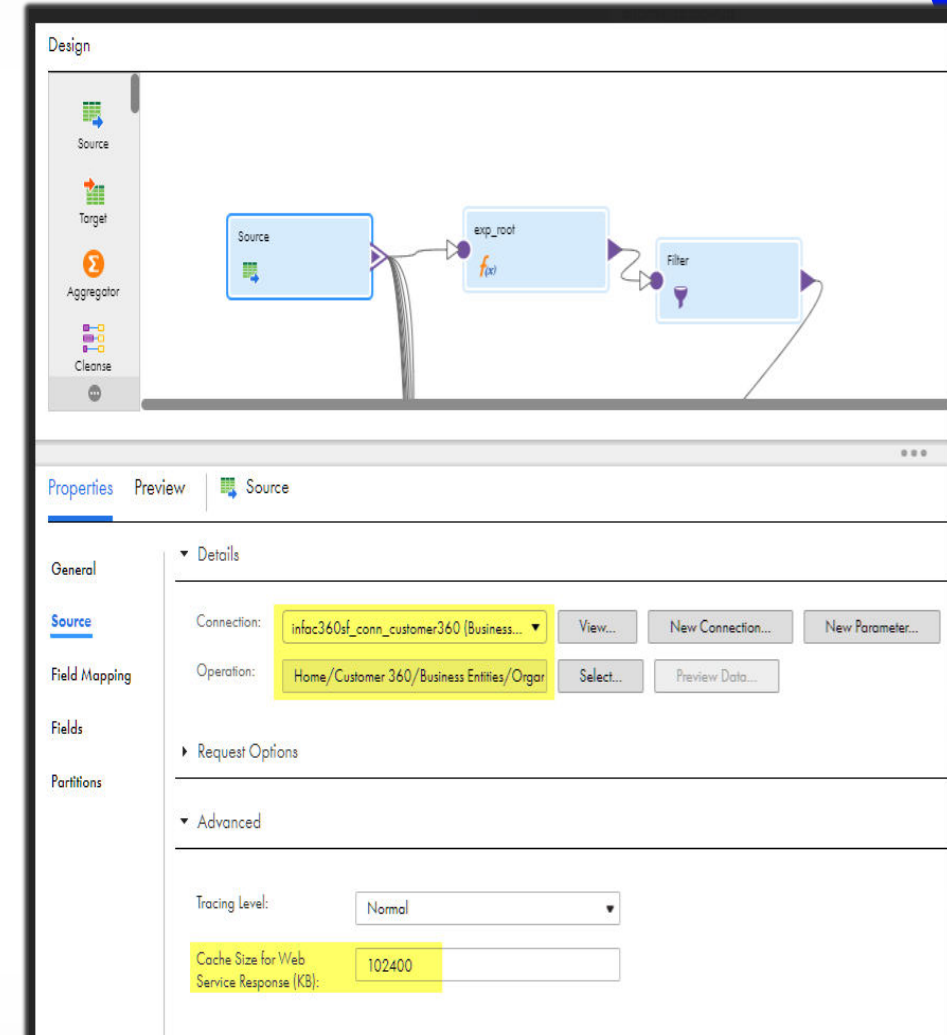 Design
Source
Target
Aggregator
Cleanse
Source
exp_root
f(x)
Filter
Properties Preview Source
General
Source
Field Mapping
Fields
Partitions
Details
Connection: infac360sf_conn_customer360 (Business... View... New Connection... New Parameter...
Operation: Home/Customer 360/Business Entities/Orgar Select... Preview Data...
Request Options
Advanced
Tracing Level: Normal
Cache Size for Web
Service Response (KB): 102400